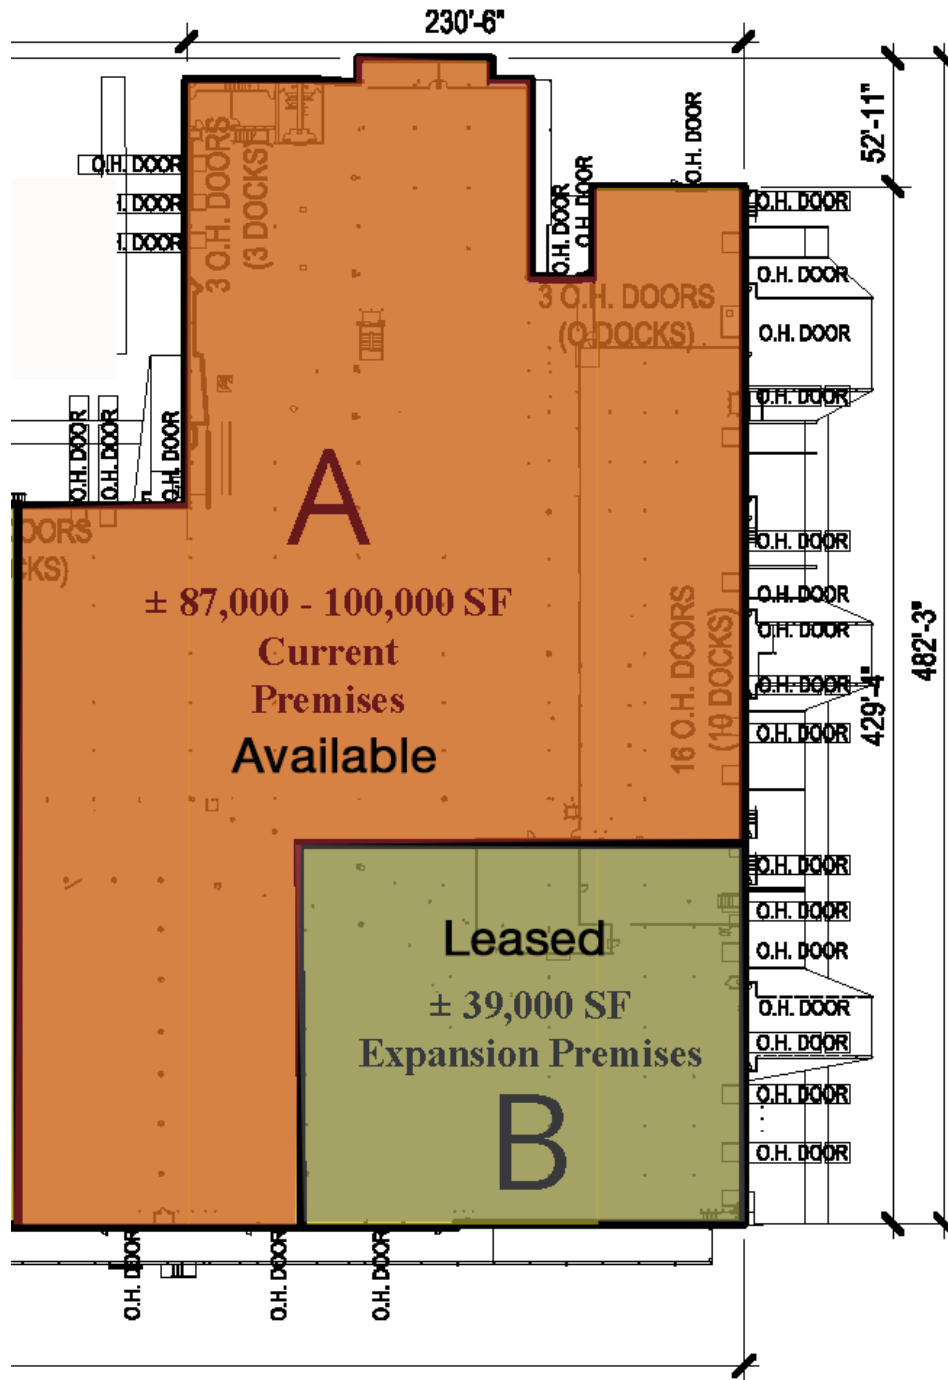 230'-6"
52'-11"
O.H. DOOR
O.H. DOOR
O.H. DOOR
.H. DOOR
.H. DOOR
3 O.H. DOORS
(3 DOCKS)
O.H. DOOR
O.H. DOOR
O.H. DOOR
3 O.H. DOORS
(0 DOCKS)
O.H. DOOR
O.H. DOOR
O.H. DOOR
O.H. DOOR
O.H. DOOR
O.H. DOOR
OORS
CKS)
A
± 87,000 - 100,000 SF
Current
Premises
Available
16 O.H. DOORS
(10 DOCKS)
O.H. DOOR
O.H. DOOR
O.H. DOOR
O.H. DOOR
O.H. DOOR
429'-4"
482'-3"
Leased
± 39,000 SF
Expansion Premises
B
O.H. DOOR
O.H. DOOR
O.H. DOOR
O.H. DOOR
O.H. DOOR
O.H. DOOR
O.H. DOOR
O.H. DOOR
O.H. DOOR
O.H. DOOR